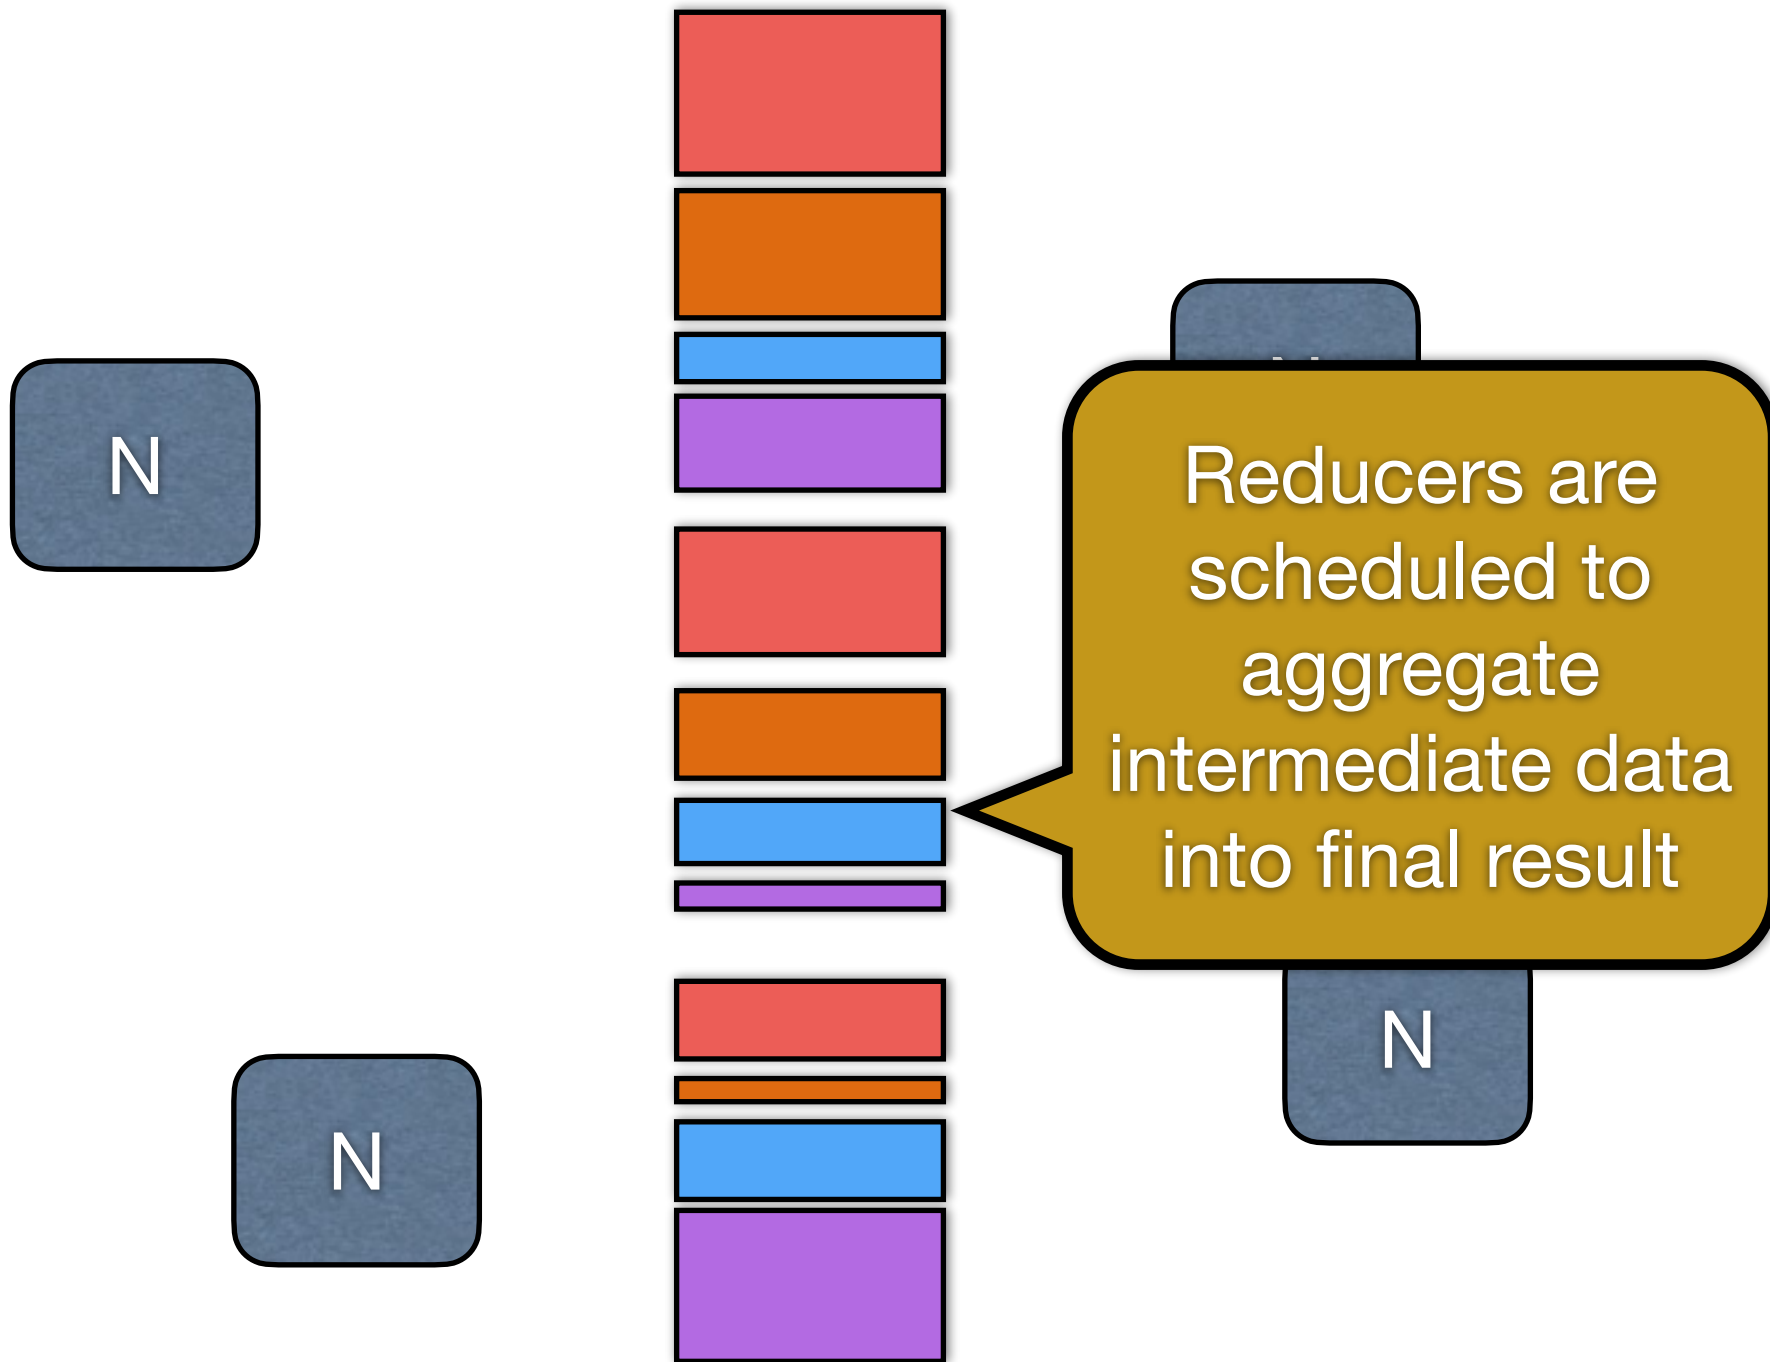 N
Reducers are
scheduled to
aggregate
intermediate data
into final result
N
N